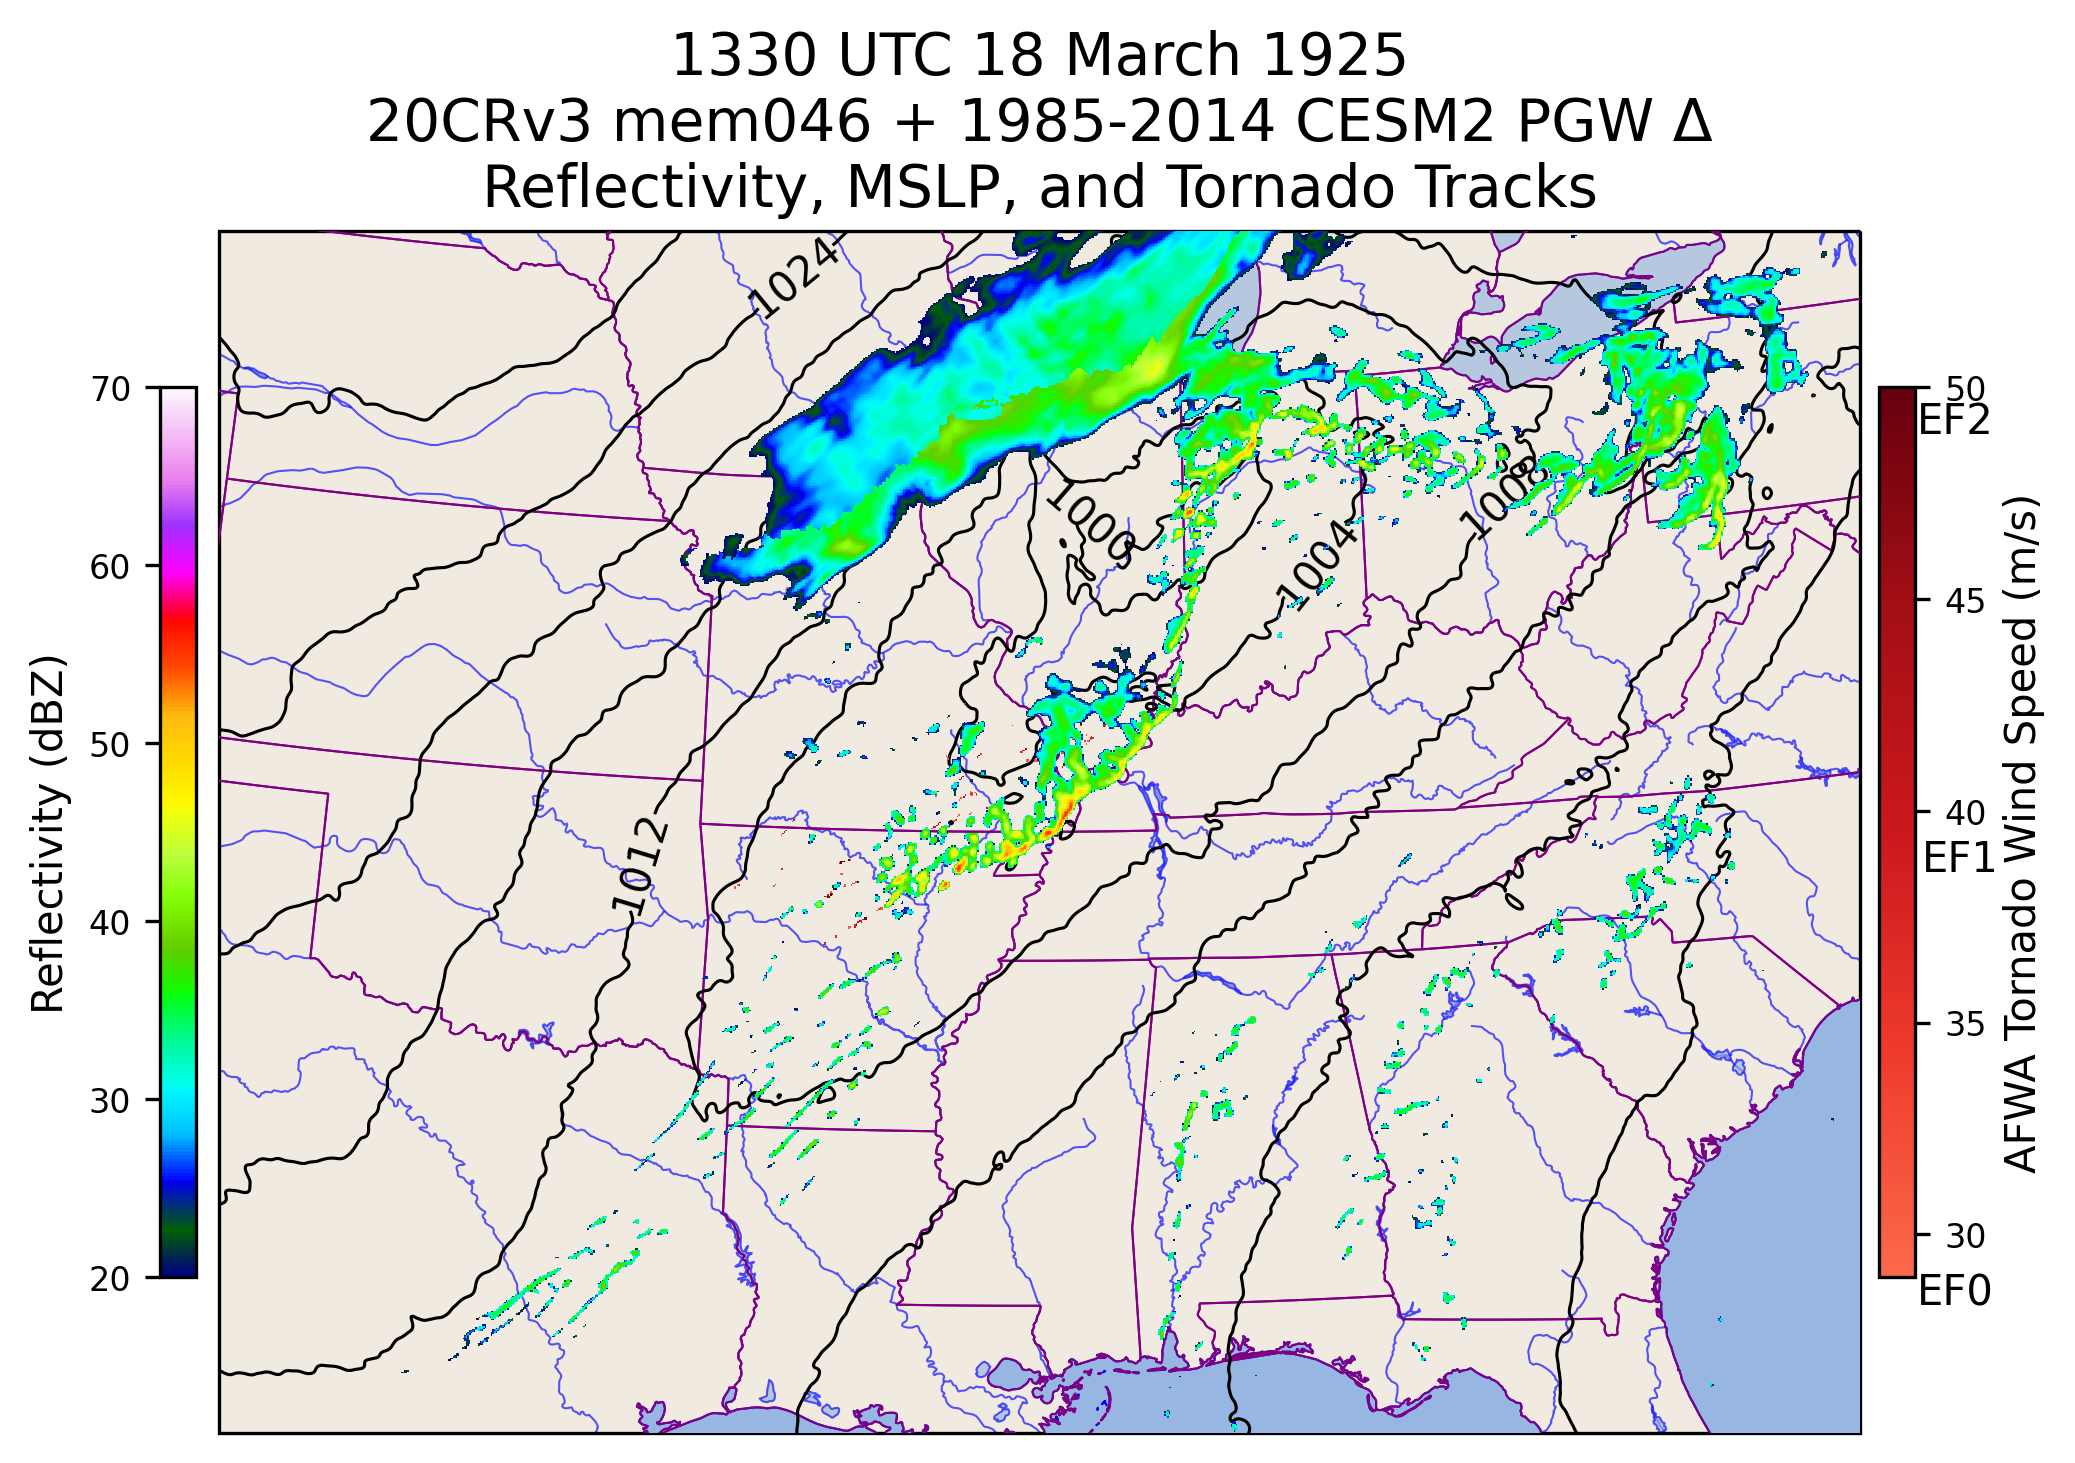 1330 UTC 18 March 1925
20CRv3 mem046 + 1985-2014 CESM2 PGW Δ
Reflectivity, MSLP, and Tornado Tracks
1024
1000
1008
1004
1012
70
60
50
40
30
20
Reflectivity (dBZ)
50
EF2
45
40
EF1
35
30
EF0
AFWA Tornado Wind Speed (m/s)